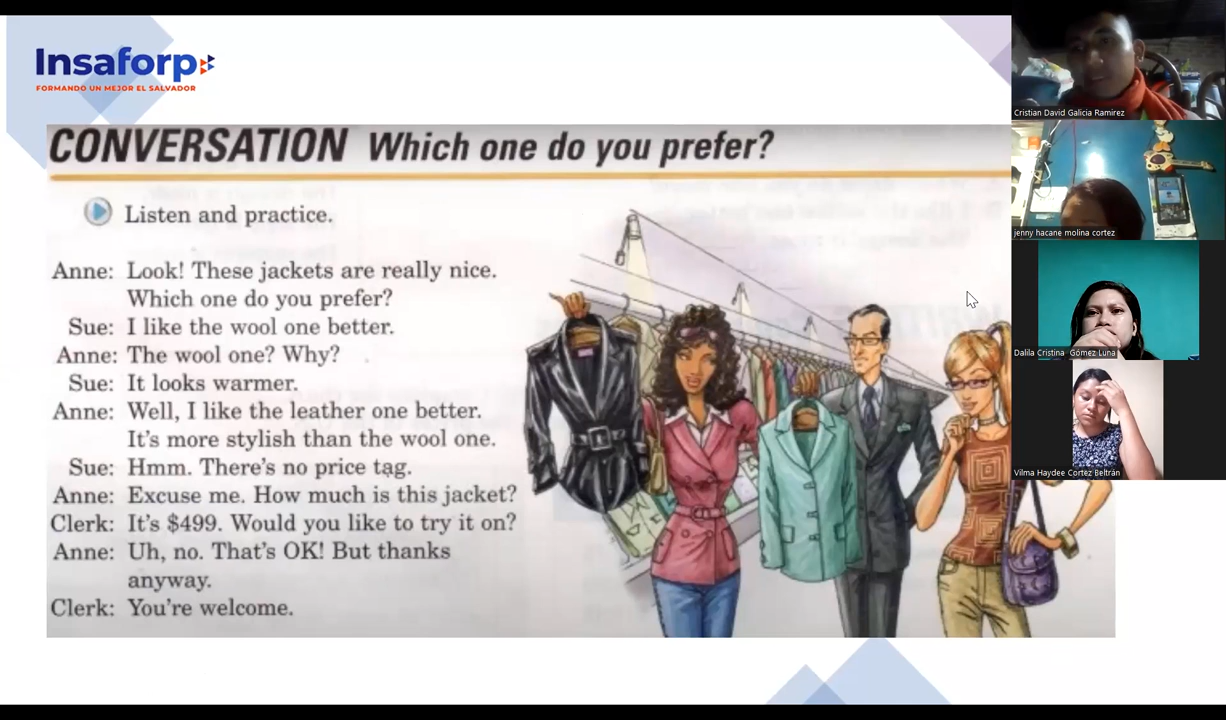 Insaforp
FORMANDO UN MEJOR EL SALVADOR
CONVERSATION Which one do you prefer?
Listen and practice.
Anne: Look! These jackets are really nice.
Which one do you prefer?
Sue: I like the wool one better.
Anne: The wool one? Why?
Sue: It looks warmer.
Anne: Well, I like the leather one better.
It's more stylish than the wool one.
Sue: Hmm. There's no price tag.
Anne: Excuse me. How much is this jacket?
Clerk: It's $499. Would you like to try it on?
Anne: Uh, no. That's OK! But thanks
anyway.
Clerk: You're welcome.
Cristian David Galicia Ramirez
jenny hacane molina cortez
Dalila Cristina Gómez Luna
Vilma Haydee Cortez Beltrán